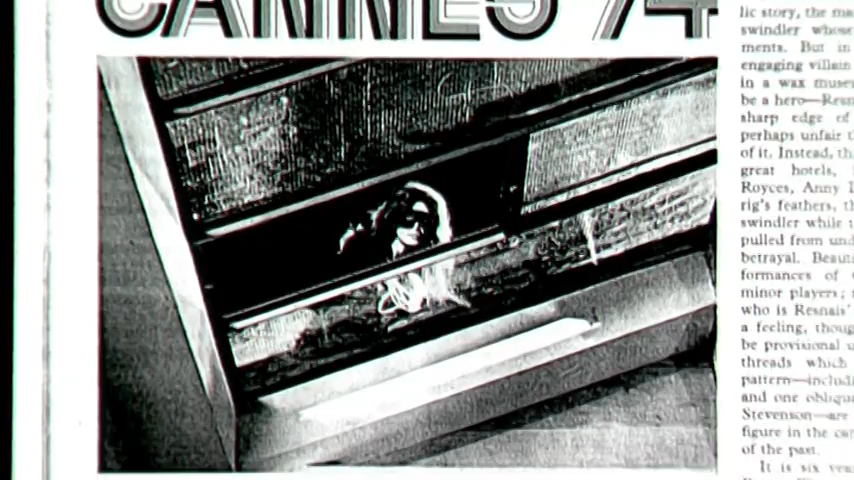 CANNES 74
lic story, the ma
swindler whose
ments. But in
engaging villain
in a wax muse
be a hero—Resn
sharp edge of
perhaps unfair t
of it. Instead, th
great hotels,
Royces, Anny D
rig's feathers, th
swindler while t
pulled from und
betrayal. Beaut
formances of
minor players;
who is Resnais'
a feeling, thoug
be provisional u
threads which
pattern—includi
and one obliqu
Stevenson—are
figure in the car
of the past.
It is six yea